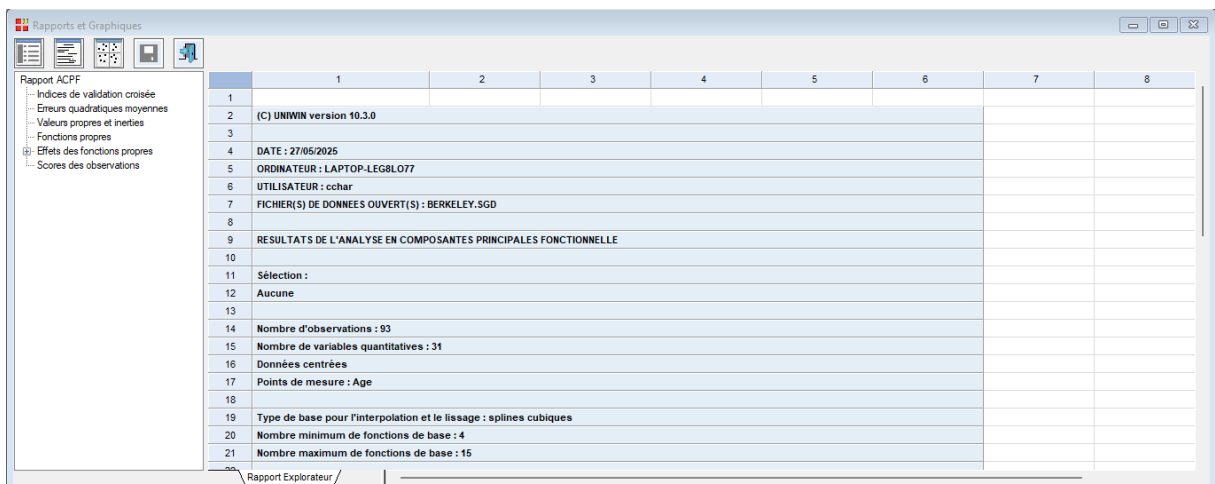 Rapports et Graphiques
Rapport ACPF
Indices de validation croisée
Erreurs quadratiques moyennes
Valeurs propres et inerties
Fonctions propres
Effets des fonctions propres
Scores des observations
1 2 3 4 5 6 7 8
1
2 (C) UNIWIN version 10.3.0
3
4 DATE : 27/05/2025
5 ORDINATEUR : LAPTOP-LEG8LO77
6 UTILISATEUR : cchar
7 FICHIER(S) DE DONNEES OUVERT(S) : BERKELEY.SGD
8
9 RESULTATS DE L'ANALYSE EN COMPOSANTES PRINCIPALES FONCTIONNELLE
10
11 Sélection :
12 Aucune
13
14 Nombre d'observations : 93
15 Nombre de variables quantitatives : 31
16 Données centrées
17 Points de mesure : Age
18
19 Type de base pour l'interpolation et le lissage : splines cubiques
20 Nombre minimum de fonctions de base : 4
21 Nombre maximum de fonctions de base : 15
Rapport Explorateur